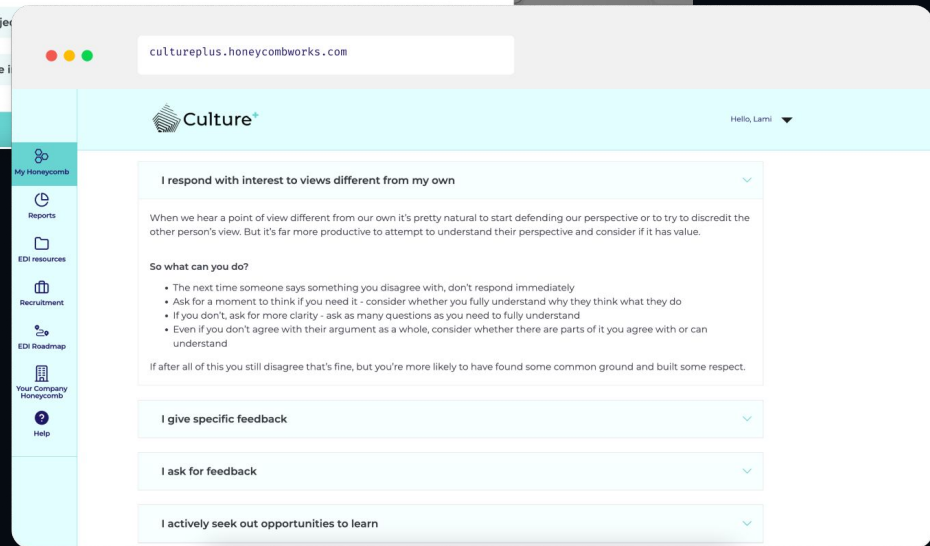 cultureplus.honeycombworks.com
Culture+
Hello, Lami
My Honeycomb
Reports
EDI resources
Recruitment
EDI Roadmap
Your Company
Honeycomb
Help
I respond with interest to views different from my own
When we hear a point of view different from our own it's pretty natural to start defending our perspective or to try to discredit the
other person's view. But it's far more productive to attempt to understand their perspective and consider if it has value.
So what can you do?
• The next time someone says something you disagree with, don't respond immediately
• Ask for a moment to think if you need it - consider whether you fully understand why they think what they do
• If you don't, ask for more clarity - ask as many questions as you need to fully understand
• Even if you don't agree with their argument as a whole, consider whether there are parts of it you agree with or can
understand
If after all of this you still disagree that's fine, but you're more likely to have found some common ground and built some respect.
I give specific feedback
I ask for feedback
I actively seek out opportunities to learn